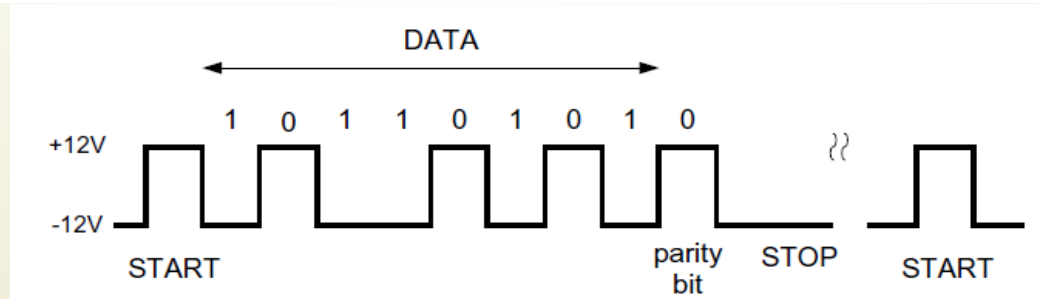 DATA
1 0 1 1 0 1 0 1 0
+12V
-12V
START
parity
bit
STOP
START